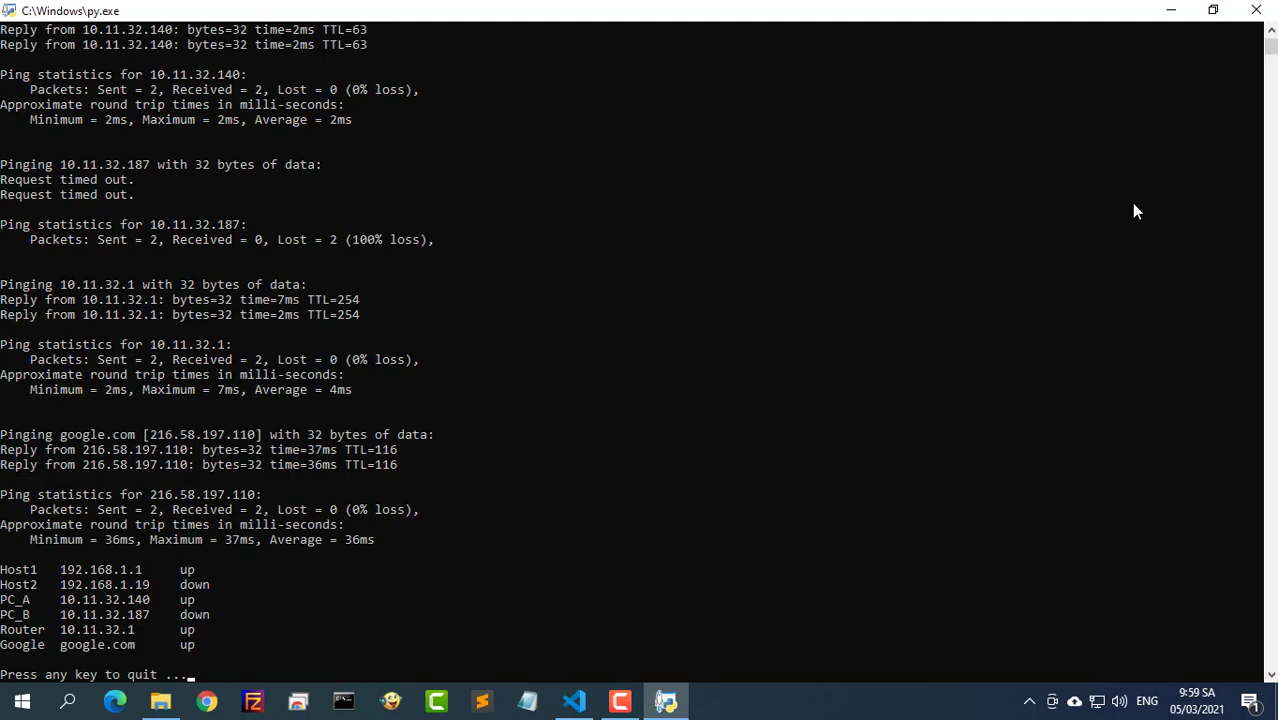 C:\Windows\py.exe
Reply from 10.11.32.140: bytes=32 time=2ms TTL=63
Reply from 10.11.32.140: bytes=32 time=2ms TTL=63
Ping statistics for 10.11.32.140:
    Packets: Sent = 2, Received = 2, Lost = 0 (0% loss),
Approximate round trip times in milli-seconds:
    Minimum = 2ms, Maximum = 2ms, Average = 2ms
Pinging 10.11.32.187 with 32 bytes of data:
Request timed out.
Request timed out.
Ping statistics for 10.11.32.187:
    Packets: Sent = 2, Received = 0, Lost = 2 (100% loss),
Pinging 10.11.32.1 with 32 bytes of data:
Reply from 10.11.32.1: bytes=32 time=7ms TTL=254
Reply from 10.11.32.1: bytes=32 time=2ms TTL=254
Ping statistics for 10.11.32.1:
    Packets: Sent = 2, Received = 2, Lost = 0 (0% loss),
Approximate round trip times in milli-seconds:
    Minimum = 2ms, Maximum = 7ms, Average = 4ms
Pinging google.com [216.58.197.110] with 32 bytes of data:
Reply from 216.58.197.110: bytes=32 time=37ms TTL=116
Reply from 216.58.197.110: bytes=32 time=36ms TTL=116
Ping statistics for 216.58.197.110:
    Packets: Sent = 2, Received = 2, Lost = 0 (0% loss),
Approximate round trip times in milli-seconds:
    Minimum = 36ms, Maximum = 37ms, Average = 36ms
Host1   192.168.1.1     up
Host2   192.168.1.19    down
PC_A    10.11.32.140    up
PC_B    10.11.32.187    down
Router  10.11.32.1      up
Google  google.com      up
Press any key to quit ..._
ENG
9:59 SA
05/03/2021
1